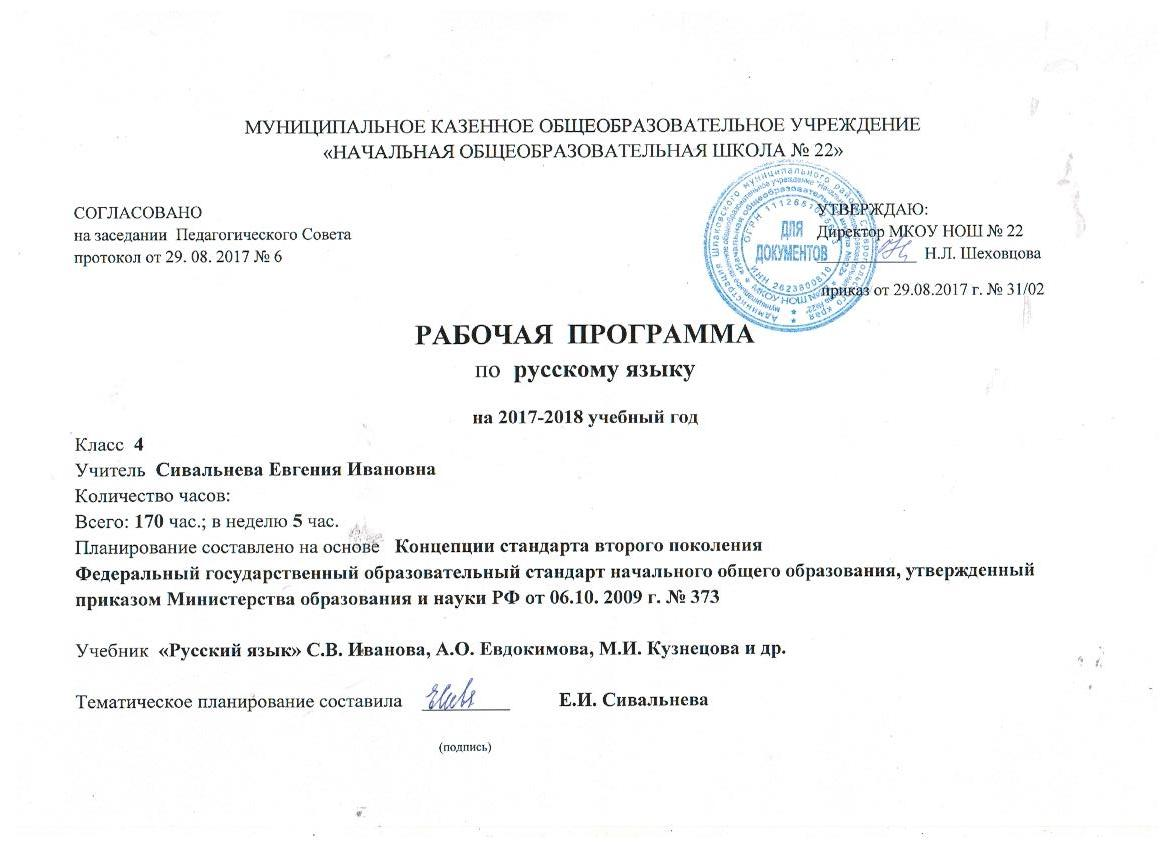 МУНИЦИПАЛЬНОЕ КАЗЕННОЕ ОБЩЕОБРАЗОВАТЕЛЬНОЕ УЧРЕЖДЕНИЕ
«НАЧАЛЬНАЯ ОБЩЕОБРАЗОВАТЕЛЬНАЯ ШКОЛА № 22»
СОГЛАСОВАНО
на заседании Педагогического Совета
протокол от 29. 08. 2017 № 6
УТВЕРЖДАЮ:
Директор МКОУ НОШ № 22
Н.Л. Шеховцова
приказ от 29.08.2017 г. № 31/02
ДЛЯ
ДОКУМЕНТОВ
РАБОЧАЯ ПРОГРАММА
по русскому языку
на 2017-2018 учебный год
Класс 4
Учитель Сивальнева Евгения Ивановна
Количество часов:
Всего: 170 час.; в неделю 5 час.
Планирование составлено на основе Концепции стандарта второго поколения
Федеральный государственный образовательный стандарт начального общего образования, утвержденный
приказом Министерства образования и науки РФ от 06.10. 2009 г. № 373
Учебник «Русский язык» С.В. Иванова, А.О. Евдокимова, М.И. Кузнецова и др.
Тематическое планирование составила Е.И. Сивальнева
(подпись)